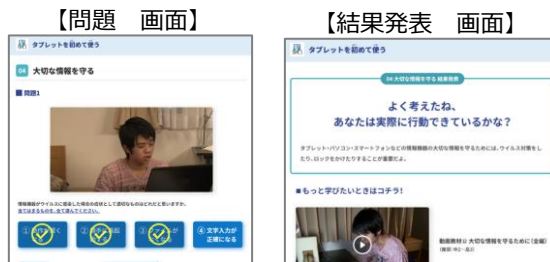 【問題　画面】
タブレットを初めて使う
04 大切な情報を守る
■ 問題1
情報機器がウイルスに感染した場合の症状として適切なものはどれだと思いますか。
全てはまるものを、全て選んでください。
①
②
③
④ 文字入力が
正確になる
【結果発表　画面】
タブレットを初めて使う
04 大切な情報を守る 結果発表
よく考えたね、
あなたは実際に行動できているかな？
タブレット・パソコン・スマートフォンなどの情報機器の大切な情報を守るためには、ウイルス対策をし
たり、ロックをかけたりすることが重要だよ。
■もっと学びたいときはコチラ！
動画教材⑫ 大切な情報を守るために（全編）